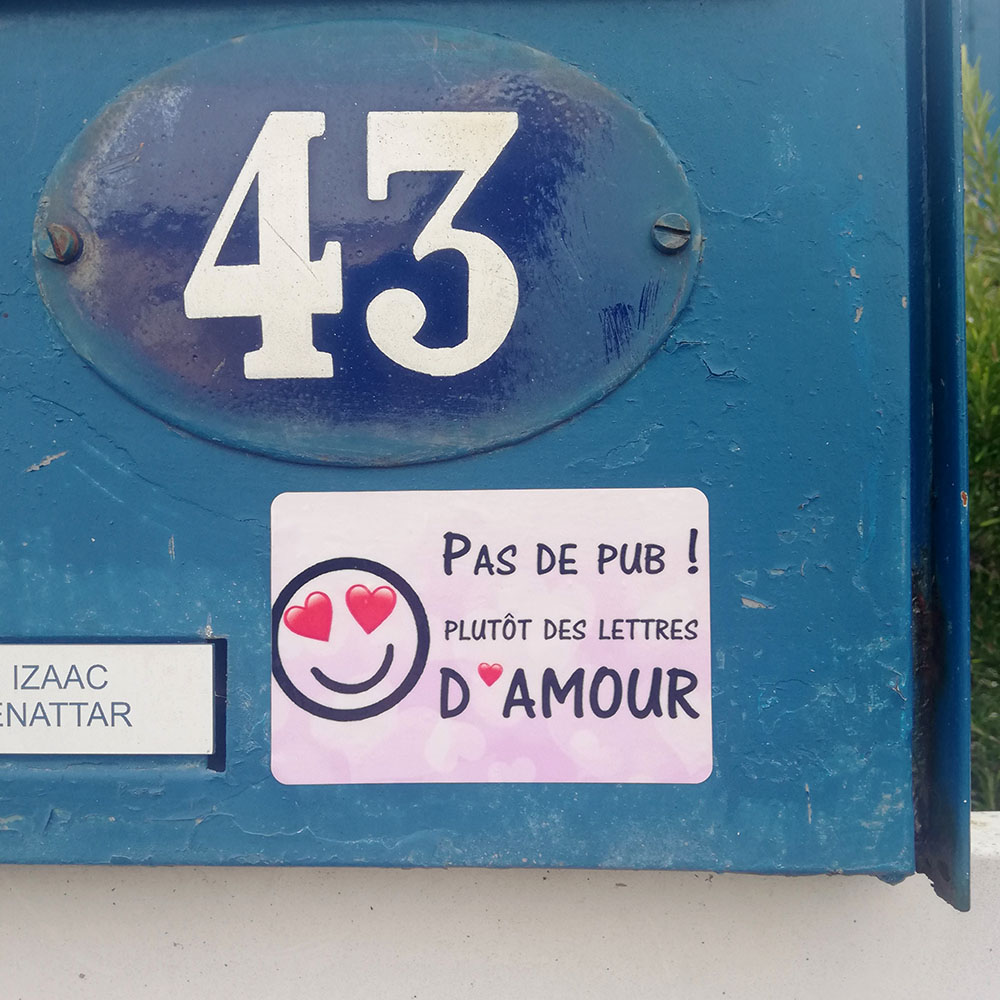 43
PAS DE PUB !
PLUTÔT DES LETTRES
D'AMOUR
IZAAC
ENATTAR